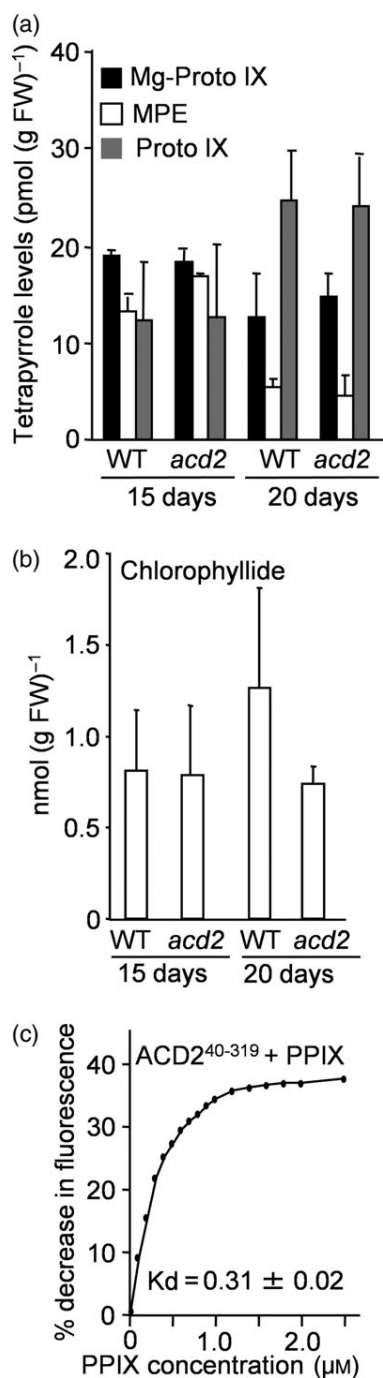 (a)
Mg-Proto IX
MPE
Proto IX
Tetrapyrrole levels (pmol (g FW)⁻¹)
40
30
20
10
0
WT acd2 WT acd2
15 days 20 days
(b)
Chlorophyllide
nmol (g FW)⁻¹
2.0
1.5
1.0
0.5
0
WT acd2 WT acd2
15 days 20 days
(c)
ACD2⁴⁰⁻³¹⁹ + PPIX
% decrease in fluorescence
40
30
20
10
0
Kd = 0.31 ± 0.02
0 1.0 2.0
PPIX concentration (μM)